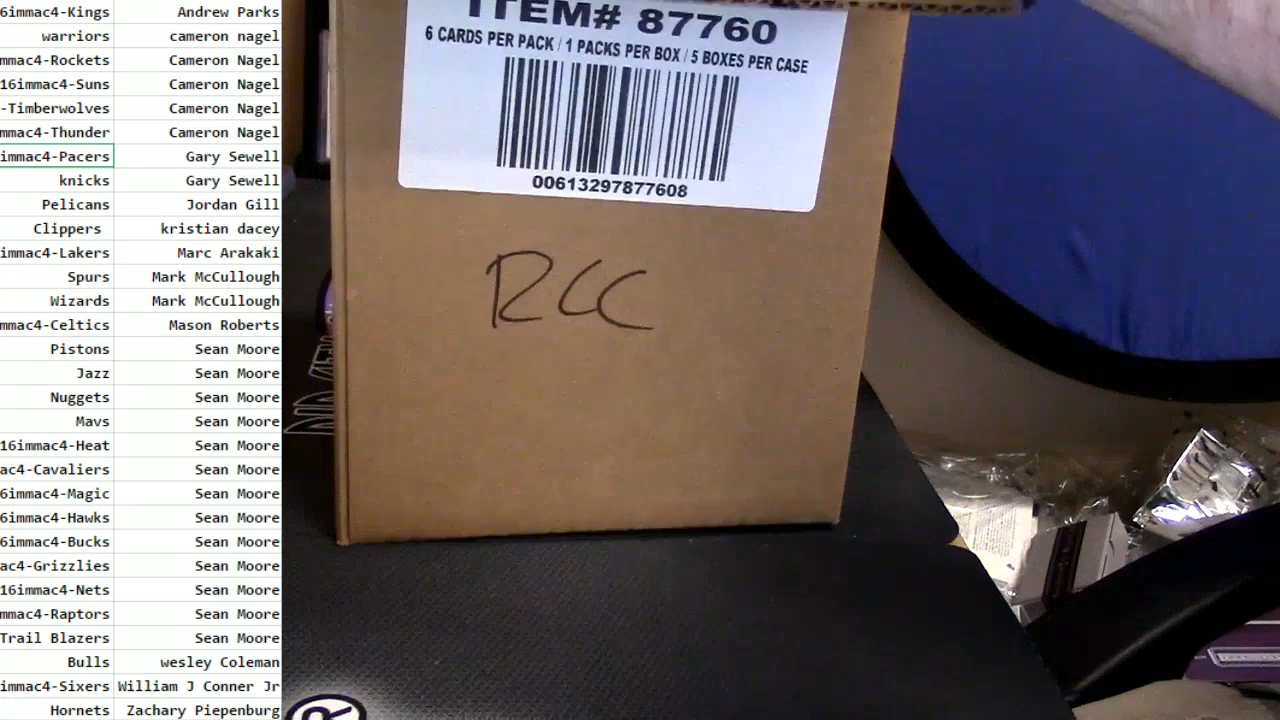 6immac4-Kings Andrew Parks
warriors cameron nagel
mmac4-Rockets Cameron Nagel
16immac4-Suns Cameron Nagel
-Timberwolves Cameron Nagel
mmac4-Thunder Cameron Nagel
immac4-Pacers Gary Sewell
knicks Gary Sewell
Pelicans Jordan Gill
Clippers kristian dacey
immac4-Lakers Marc Arakaki
Spurs Mark McCullough
Wizards Mark McCullough
mmac4-Celtics Mason Roberts
Pistons Sean Moore
Jazz Sean Moore
Nuggets Sean Moore
Mavs Sean Moore
16immac4-Heat Sean Moore
ac4-Cavaliers Sean Moore
6immac4-Magic Sean Moore
6immac4-Hawks Sean Moore
6immac4-Bucks Sean Moore
ac4-Grizzlies Sean Moore
16immac4-Nets Sean Moore
mmac4-Raptors Sean Moore
Trail Blazers Sean Moore
Bulls wesley Coleman
immac4-Sixers William J Conner Jr
Hornets Zachary Piepenburg
ITEM# 87760
6 CARDS PER PACK / 1 PACKS PER BOX / 5 BOXES PER CASE
00613297877608
RCC